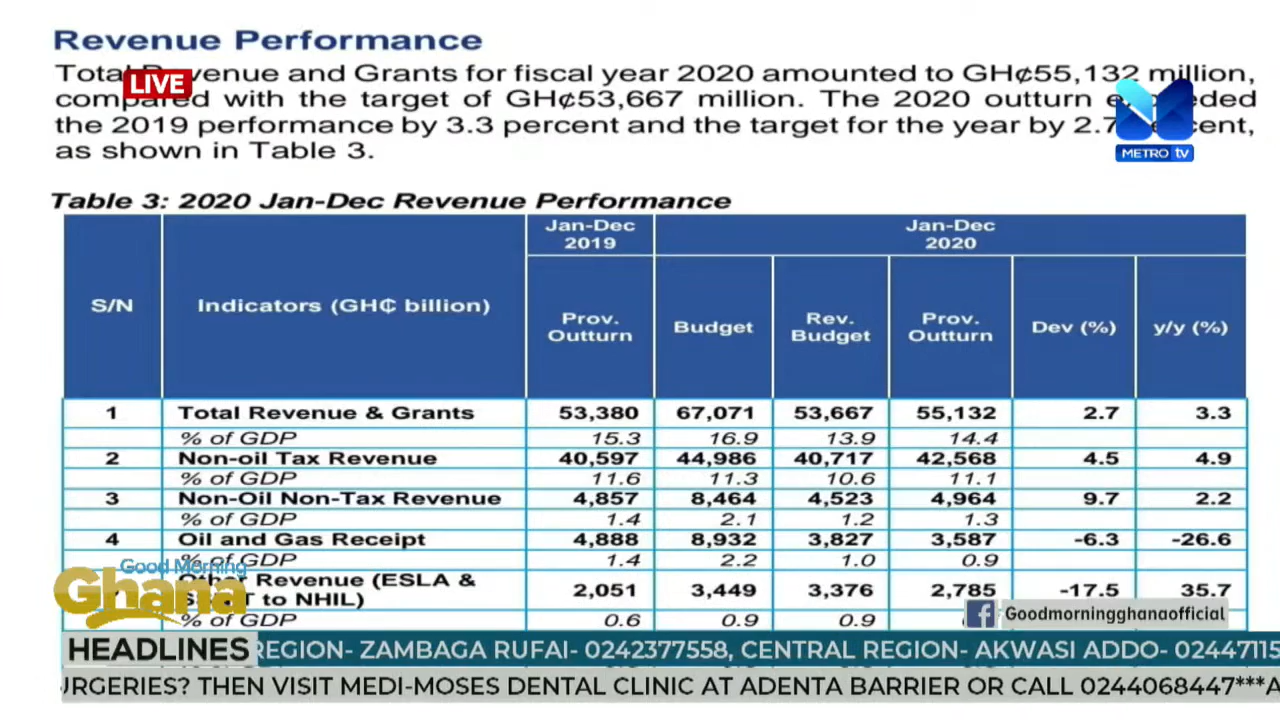 Revenue Performance
Total venue and Grants for fiscal year 2020 amounted to GH¢55,132 million,
LIVE
compared with the target of GH¢53,667 million. The 2020 outturn
the 2019 performance by 3.3 percent and the target for the year by 2.7
as shown in Table 3.
METRO tv
Table 3: 2020 Jan-Dec Revenue Performance
S/N Indicators (GH₵ billion) Jan-Dec 2019 Jan-Dec 2020
Prov. Outturn Budget Rev. Budget Prov. Outturn Dev (%) y/y (%)
1 Total Revenue & Grants 53,380 67,071 53,667 55,132 2.7 3.3
% of GDP 15.3 16.9 13.9 14.4
2 Non-oil Tax Revenue 40,597 44,986 40,717 42,568 4.5 4.9
% of GDP 11.6 11.3 10.6 11.1
3 Non-Oil Non-Tax Revenue 4,857 8,464 4,523 4,964 9.7 2.2
% of GDP 1.4 2.1 1.2 1.3
4 Oil and Gas Receipt 4,888 8,932 3,827 3,587 -6.3 -26.6
% of GDP 1.4 2.2 1.0 0.9
Other Revenue (ESLA &
T to NHIL) 2,051 3,449 3,376 2,785 -17.5 35.7
% of GDP 0.6 0.9 0.9
Good Morning
Ghana
Goodmorningghanaofficial
HEADLINES REGION- ZAMBAGA RUFAI- 0242377558, CENTRAL REGION- AKWASI ADDO- 02447115
URGERIES? THEN VISIT MEDI-MOSES DENTAL CLINIC AT ADENTA BARRIER OR CALL 0244068447***A